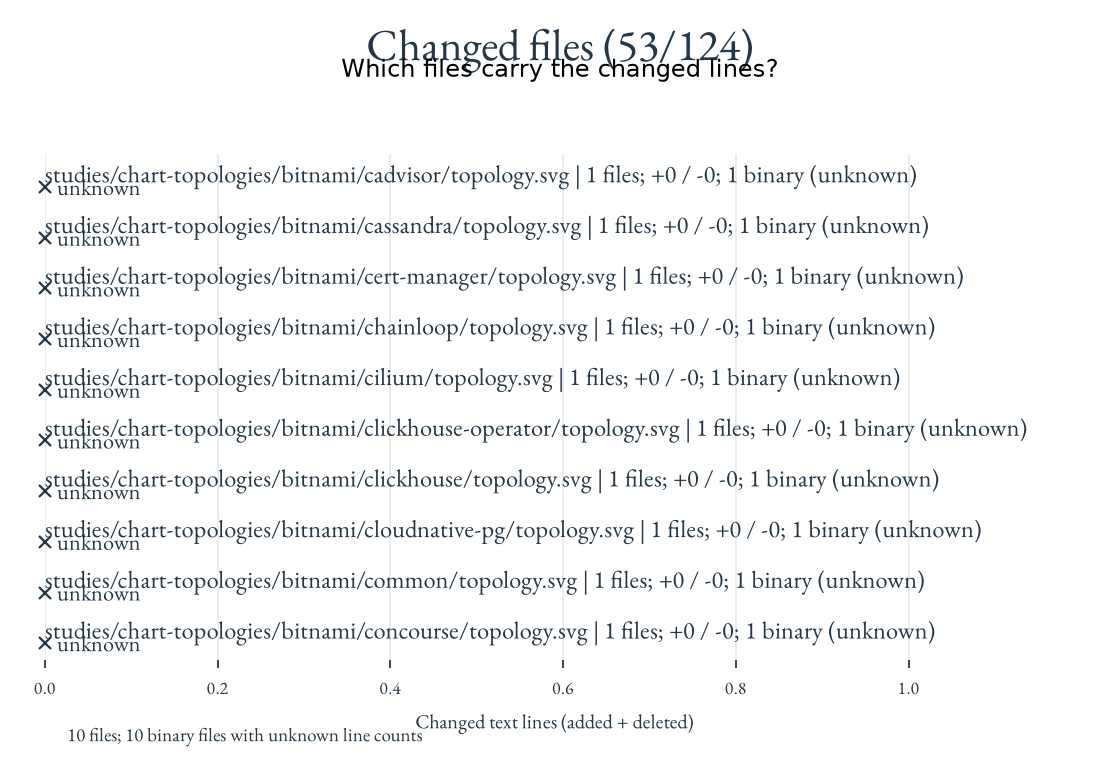 Changed files (53/124)
Which files carry the changed lines?
studies/chart-topologies/bitnami/cadvisor/topology.svg | 1 files; +0 / -0; 1 binary (unknown)
unknown
studies/chart-topologies/bitnami/cassandra/topology.svg | 1 files; +0 / -0; 1 binary (unknown)
unknown
studies/chart-topologies/bitnami/cert-manager/topology.svg | 1 files; +0 / -0; 1 binary (unknown)
unknown
studies/chart-topologies/bitnami/chainloop/topology.svg | 1 files; +0 / -0; 1 binary (unknown)
unknown
studies/chart-topologies/bitnami/cilium/topology.svg | 1 files; +0 / -0; 1 binary (unknown)
unknown
studies/chart-topologies/bitnami/clickhouse-operator/topology.svg | 1 files; +0 / -0; 1 binary (unknown)
unknown
studies/chart-topologies/bitnami/clickhouse/topology.svg | 1 files; +0 / -0; 1 binary (unknown)
unknown
studies/chart-topologies/bitnami/cloudnative-pg/topology.svg | 1 files; +0 / -0; 1 binary (unknown)
unknown
studies/chart-topologies/bitnami/common/topology.svg | 1 files; +0 / -0; 1 binary (unknown)
unknown
studies/chart-topologies/bitnami/concourse/topology.svg | 1 files; +0 / -0; 1 binary (unknown)
unknown
0.0 0.2 0.4 0.6 0.8 1.0
Changed text lines (added + deleted)
10 files; 10 binary files with unknown line counts